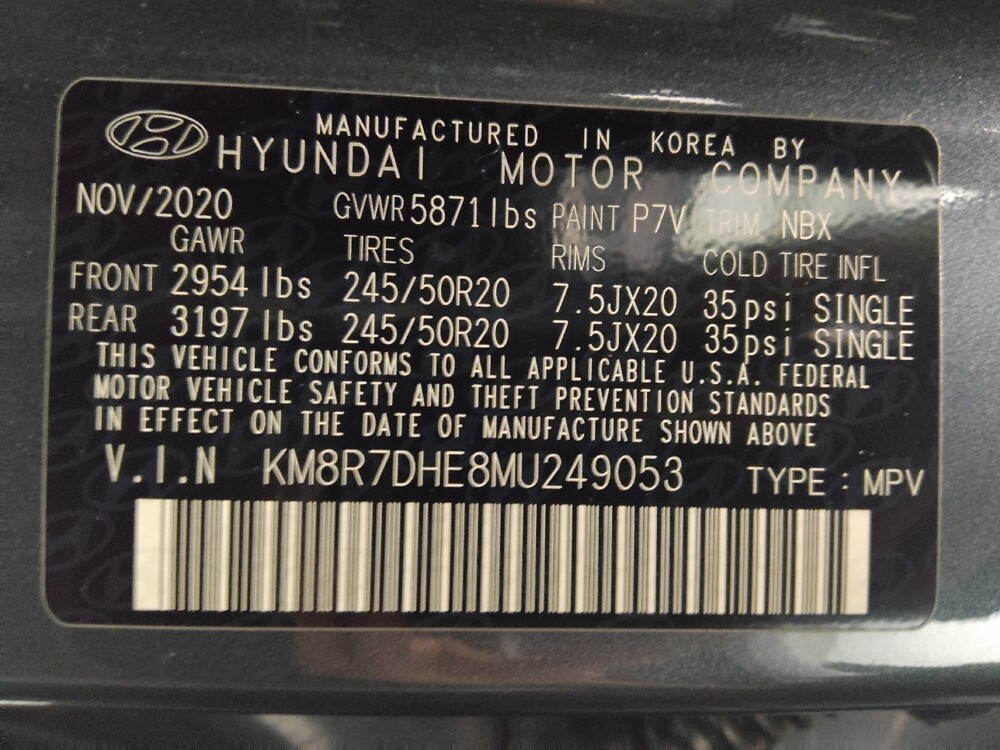 MANUFACTURED IN KOREA BY
HYUNDAI MOTOR COMPANY
NOV/2020 GVWR 5871lbs PAINT P7V TRIM NBX
GAWR TIRES RIMS COLD TIRE INFL
FRONT 2954 lbs 245/50R20 7.5JX20 35psi SINGLE
REAR 3197 lbs 245/50R20 7.5JX20 35psi SINGLE
THIS VEHICLE CONFORMS TO ALL APPLICABLE U.S.A. FEDERAL
MOTOR VEHICLE SAFETY AND THEFT PREVENTION STANDARDS
IN EFFECT ON THE DATE OF MANUFACTURE SHOWN ABOVE
V.I.N KM8R7DHE8MU249053 TYPE : MPV